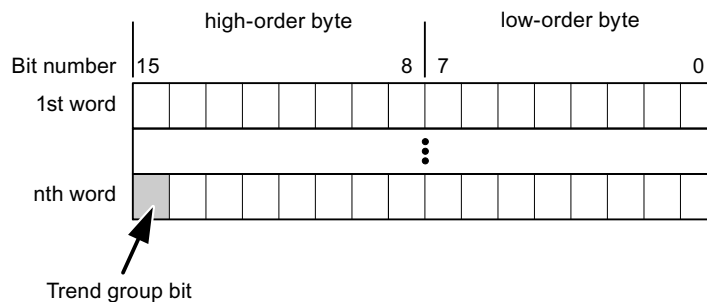 high-order byte low-order byte
Bit number 15 8 7 0
1st word
nth word
Trend group bit